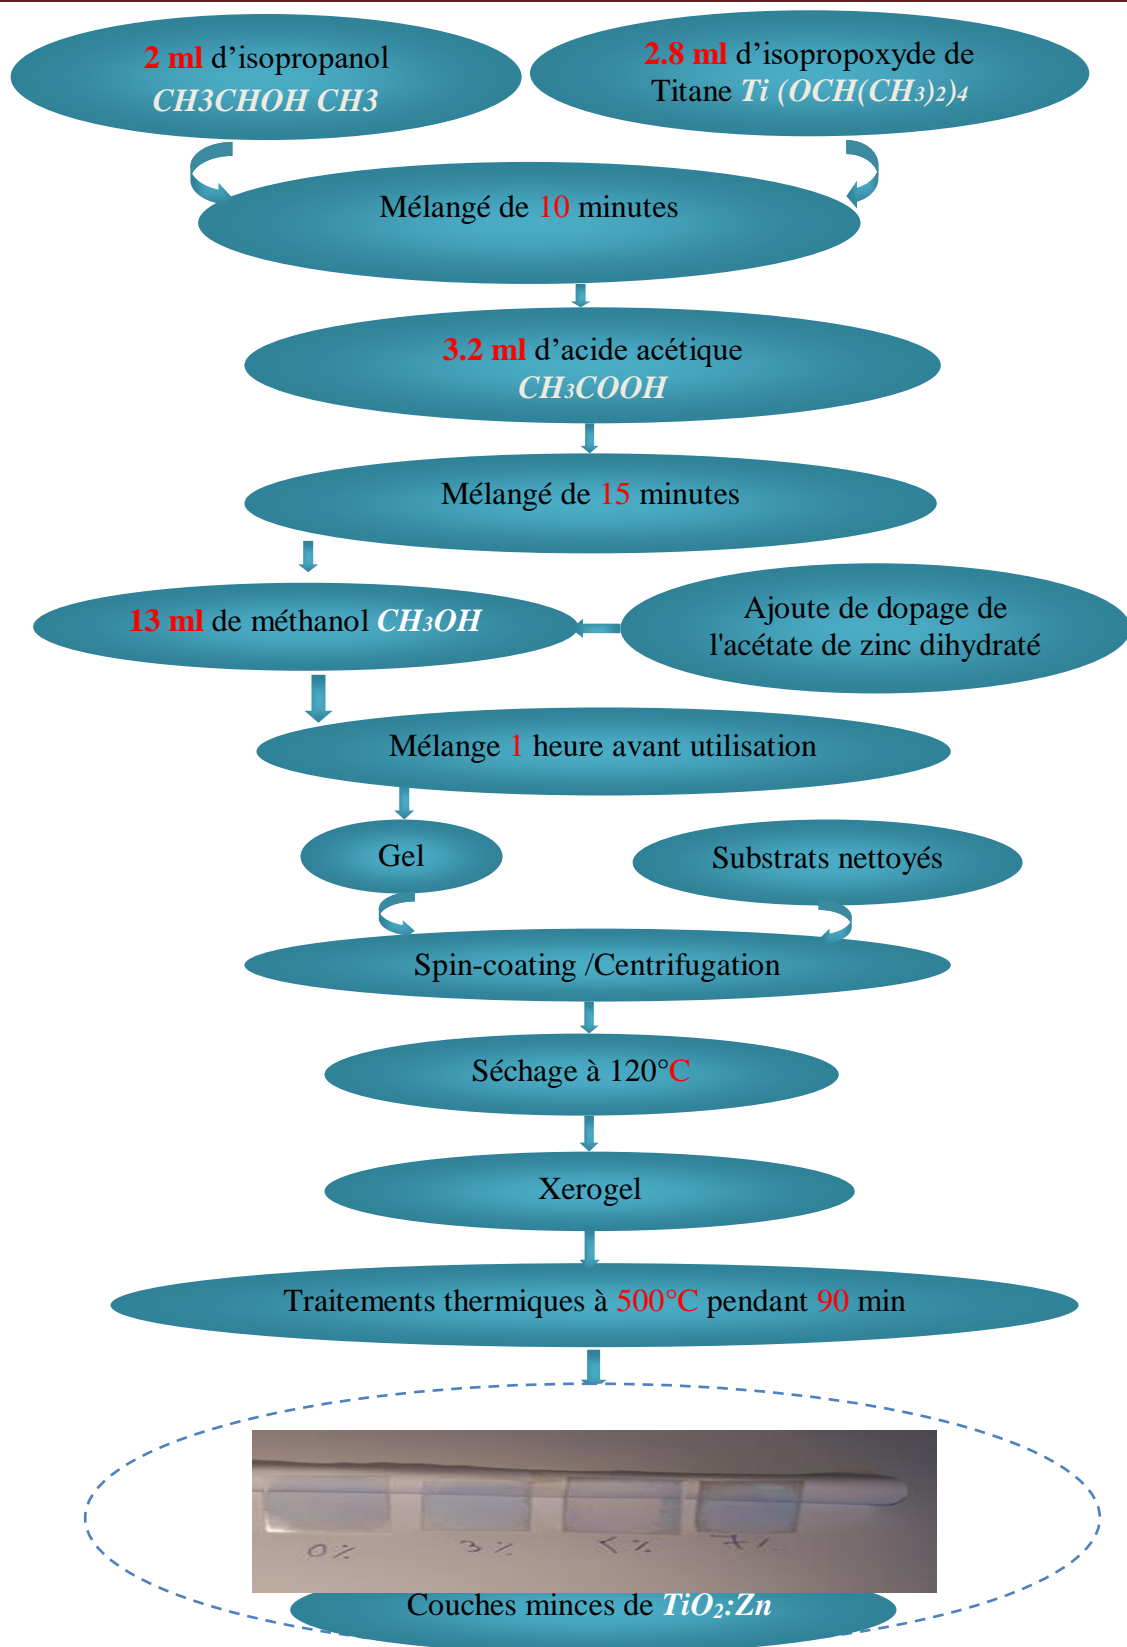 2 ml d’isopropanol
CH3CHOH CH3
2.8 ml d’isopropoxyde de
Titane Ti (OCH(CH₃)₂)₄
Mélangé de 10 minutes
3.2 ml d’acide acétique
CH₃COOH
Mélangé de 15 minutes
13 ml de méthanol CH₃OH
Ajoute de dopage de
l'acétate de zinc dihydraté
Mélange 1 heure avant utilisation
Gel
Substrats nettoyés
Spin-coating /Centrifugation
Séchage à 120°C
Xerogel
Traitements thermiques à 500°C pendant 90 min
0% 3% 7%
Couches minces de TiO₂:Zn